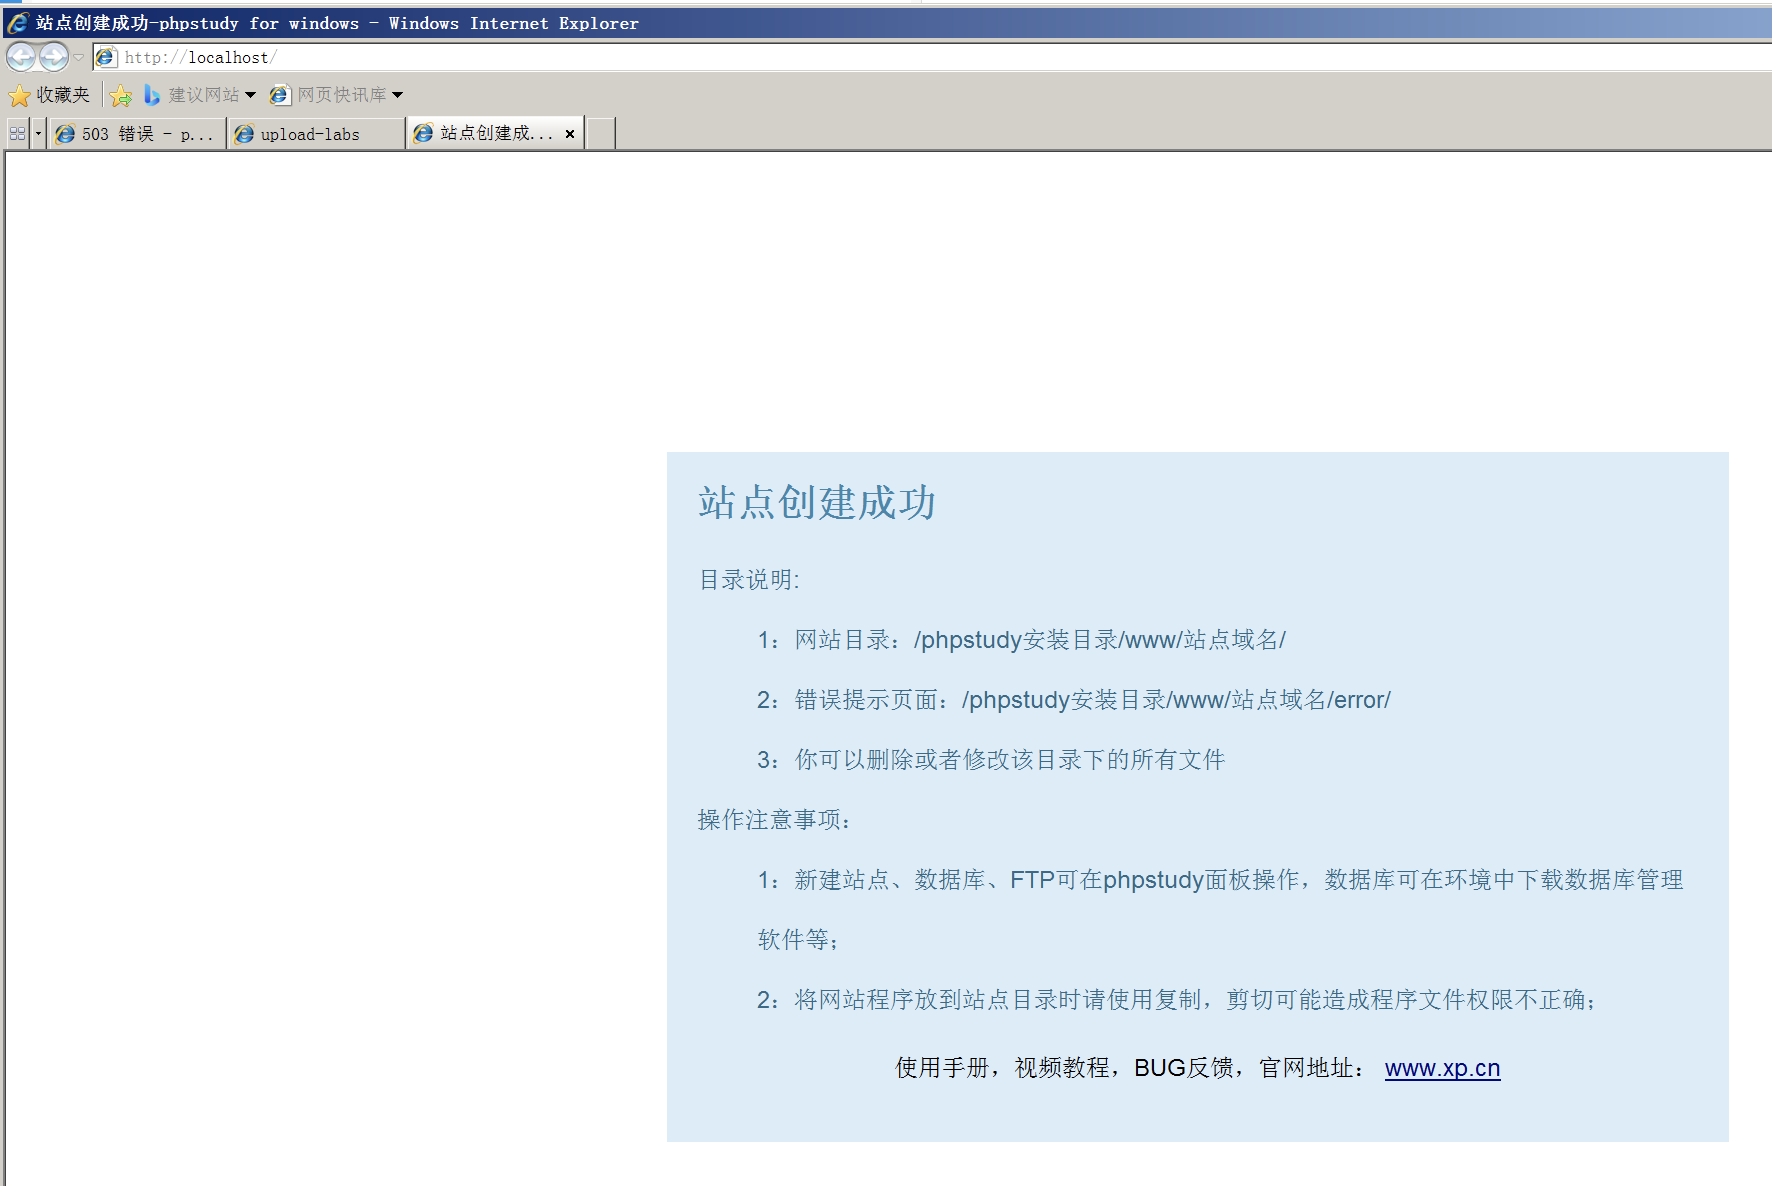 站点创建成功-phpstudy for windows - Windows Internet Explorer
http://localhost/
收藏夹 建议网站 网页快讯库
503 错误 - p... upload-labs 站点创建成...
站点创建成功
目录说明:
1：网站目录：/phpstudy安装目录/www/站点域名/
2：错误提示页面：/phpstudy安装目录/www/站点域名/error/
3：你可以删除或者修改该目录下的所有文件
操作注意事项：
1：新建站点、数据库、FTP可在phpstudy面板操作，数据库可在环境中下载数据库管理
软件等；
2：将网站程序放到站点目录时请使用复制，剪切可能造成程序文件权限不正确；
使用手册，视频教程，BUG反馈，官网地址： www.xp.cn